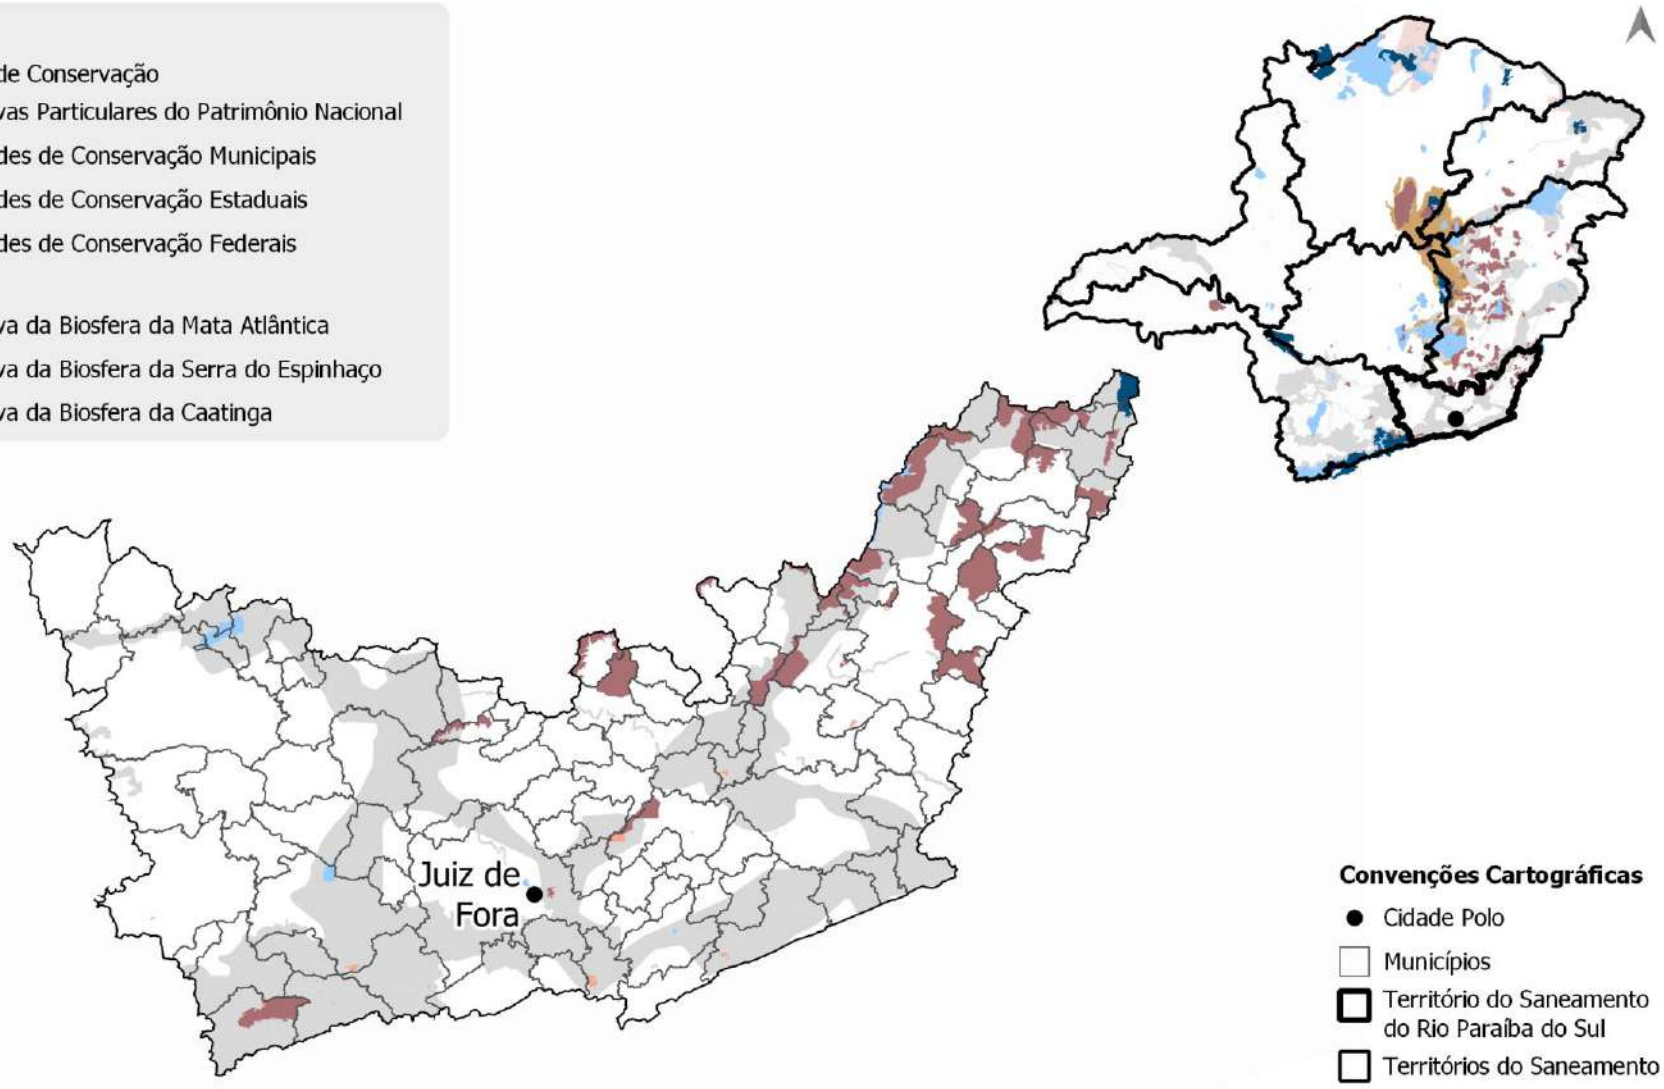 de Conservação
vas Particulares do Patrimônio Nacional
des de Conservação Municipais
des de Conservação Estaduais
des de Conservação Federais
va da Biosfera da Mata Atlântica
va da Biosfera da Serra do Espinhaço
va da Biosfera da Caatinga
Juiz de
Fora
Convenções Cartográficas
Cidade Polo
Municípios
Território do Saneamento
do Rio Paraíba do Sul
Territórios do Saneamento